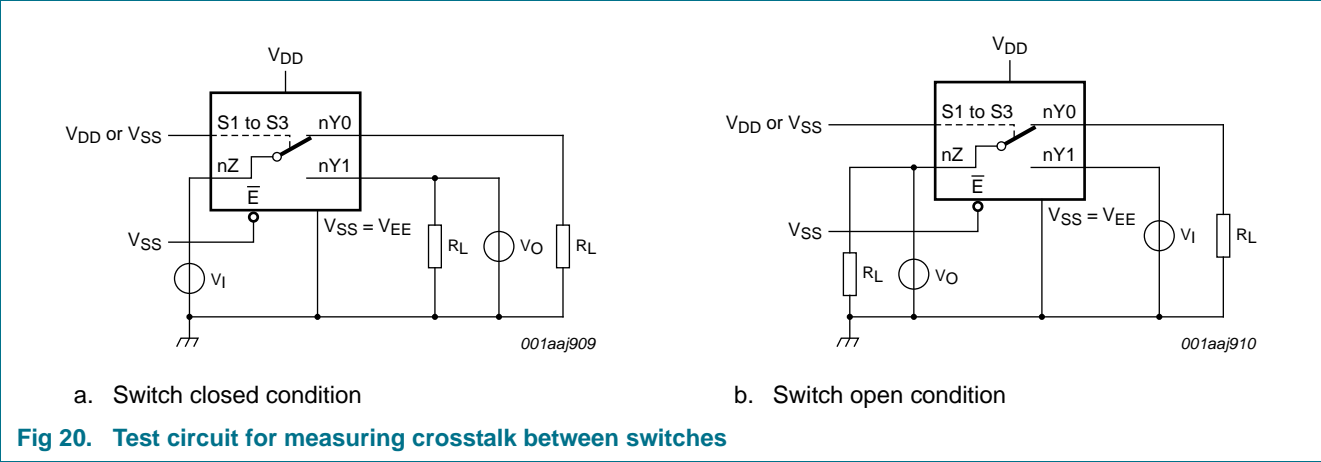 VDD
VDD or VSS
S1 to S3
nY0
nZ
nY1
E̅
VSS
VSS = VEE
RL
VO
RL
VI
001aaj909
a. Switch closed condition
VDD
VDD or VSS
S1 to S3
nY0
nZ
nY1
E̅
VSS
VSS = VEE
VI
RL
RL
VO
001aaj910
b. Switch open condition
Fig 20. Test circuit for measuring crosstalk between switches